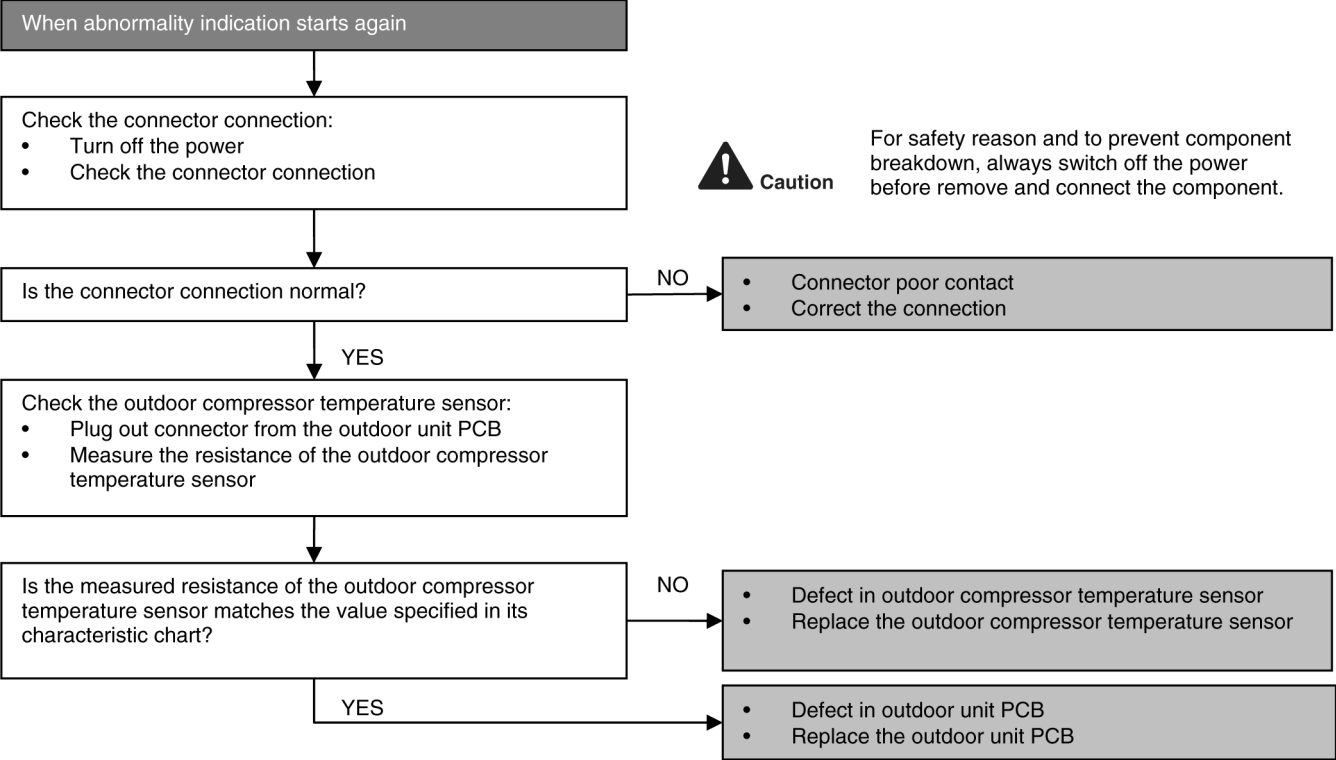 When abnormality indication starts again
Check the connector connection:
• Turn off the power
• Check the connector connection
For safety reason and to prevent component
breakdown, always switch off the power
before remove and connect the component.
Caution
Is the connector connection normal?
NO
• Connector poor contact
• Correct the connection
YES
Check the outdoor compressor temperature sensor:
• Plug out connector from the outdoor unit PCB
• Measure the resistance of the outdoor compressor
temperature sensor
Is the measured resistance of the outdoor compressor
temperature sensor matches the value specified in its
characteristic chart?
NO
• Defect in outdoor compressor temperature sensor
• Replace the outdoor compressor temperature sensor
YES
• Defect in outdoor unit PCB
• Replace the outdoor unit PCB